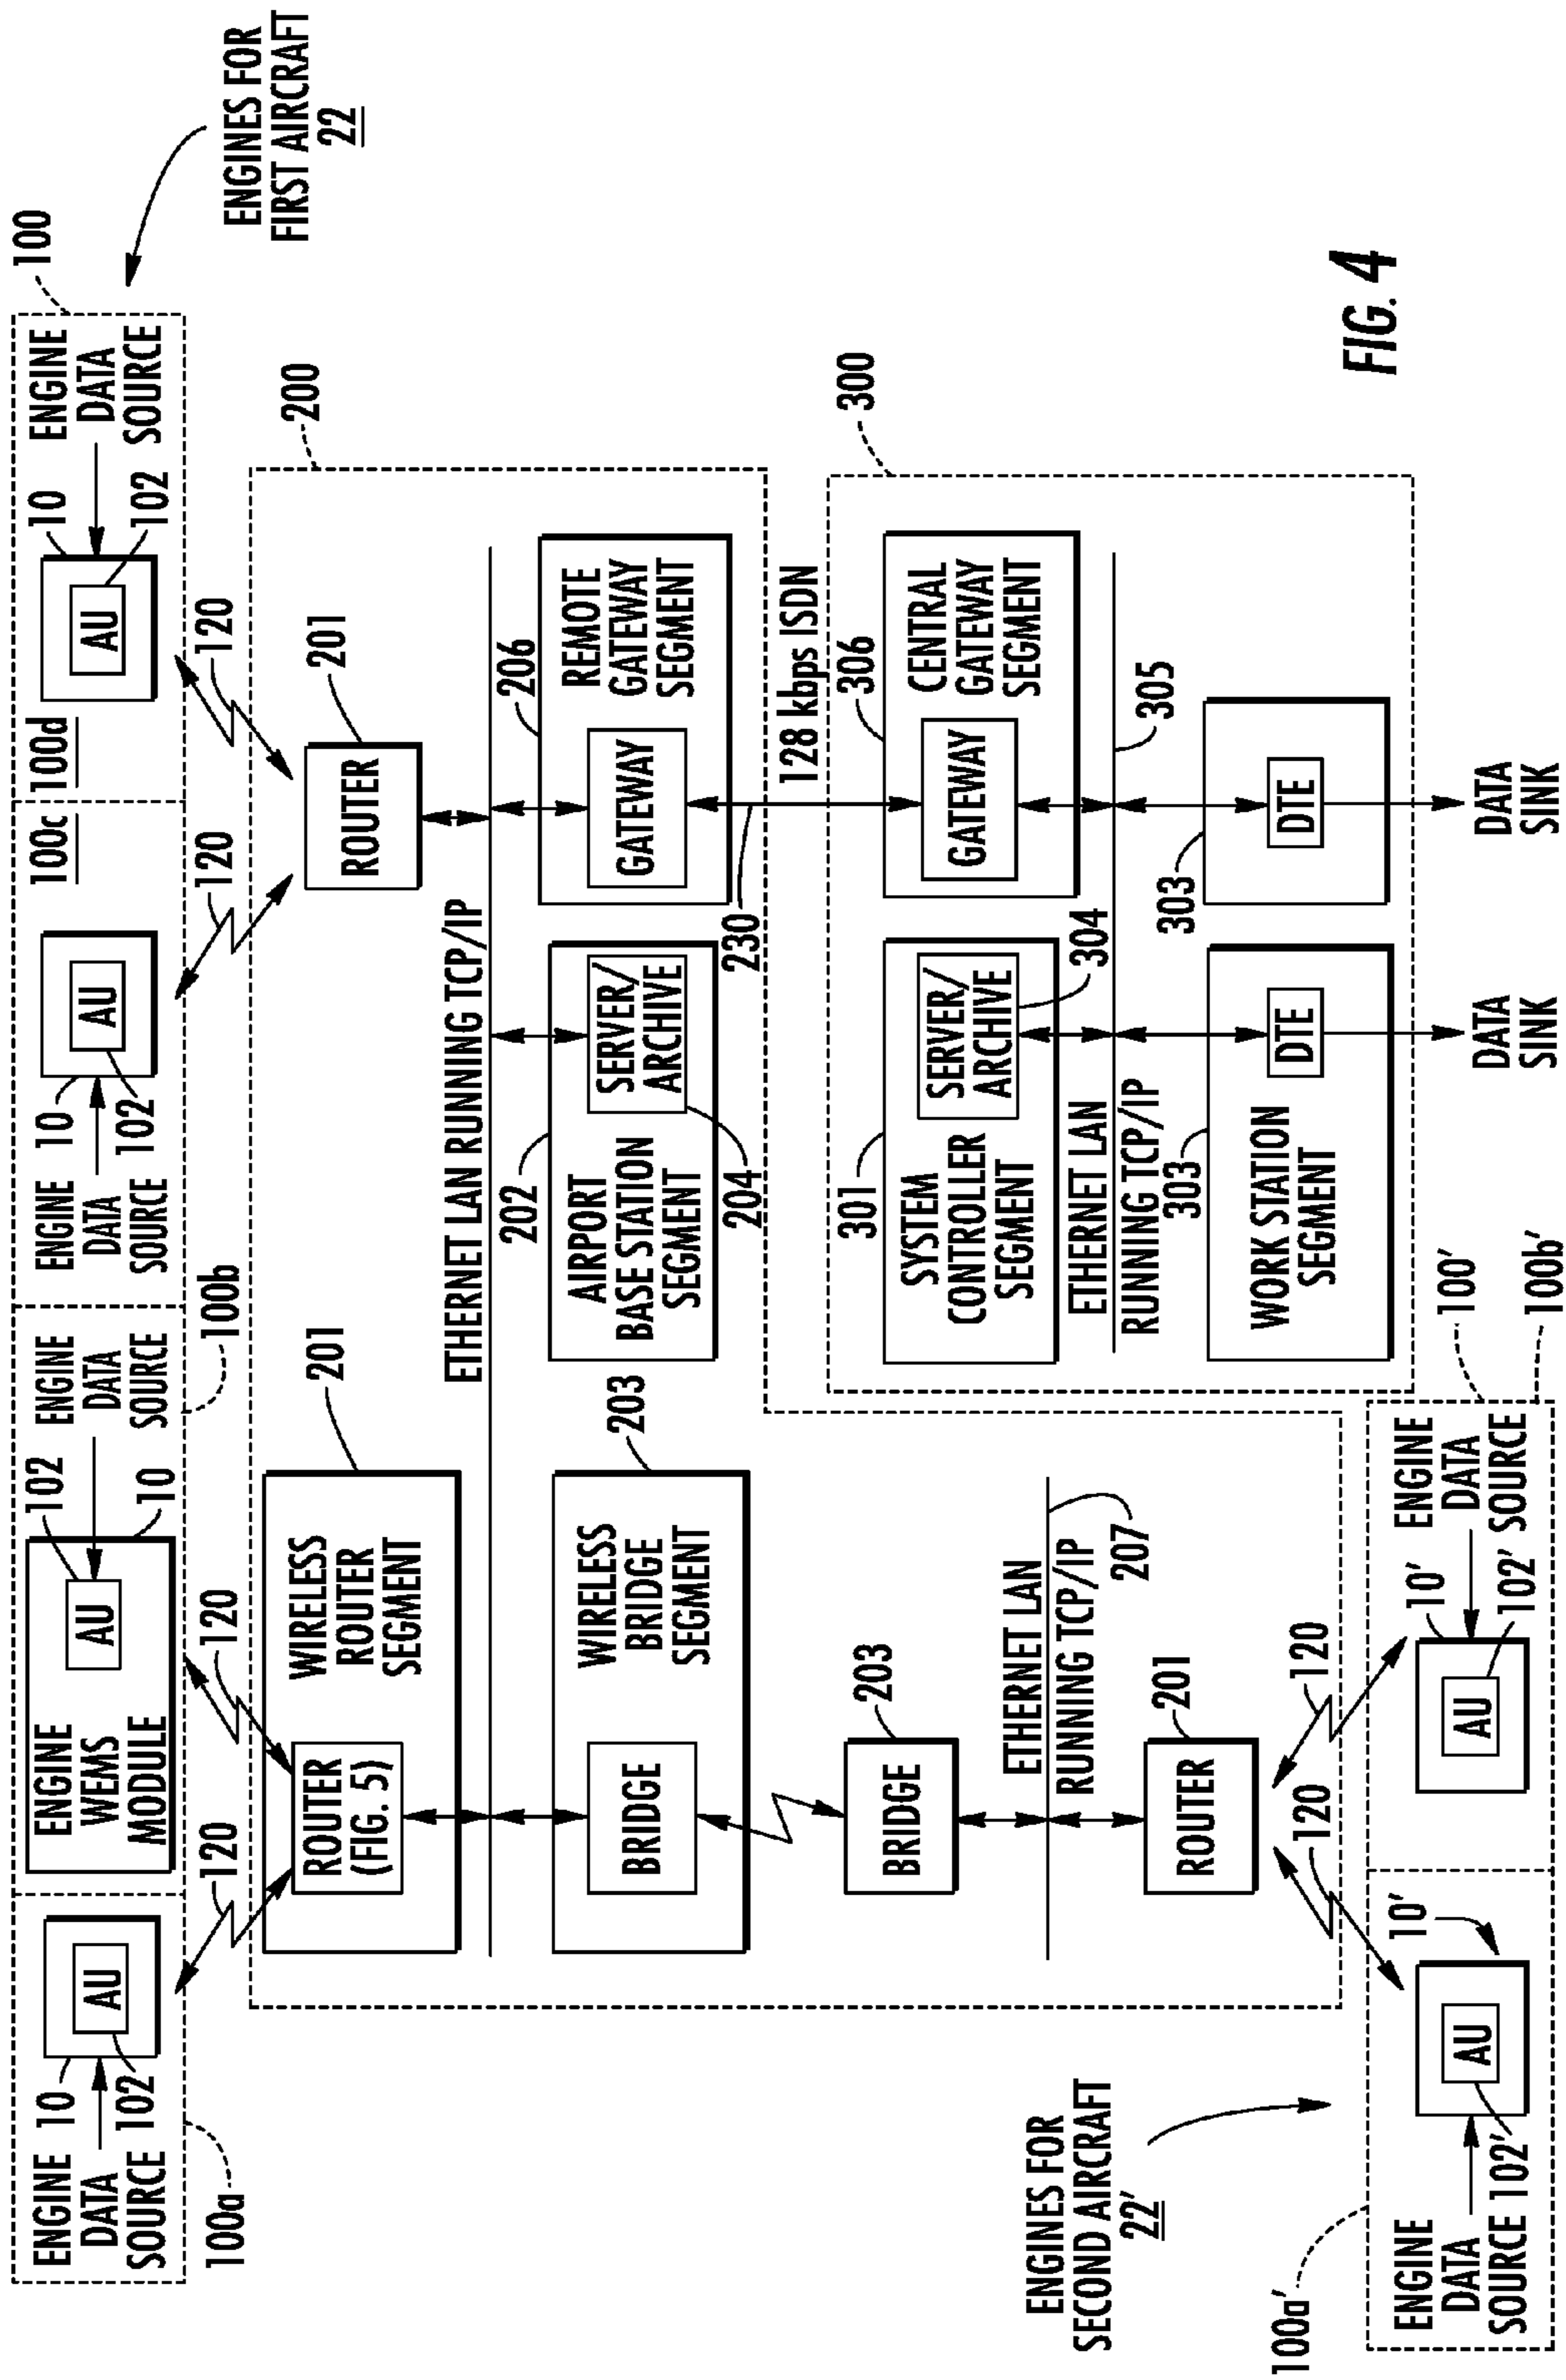 ENGINES FOR
FIRST AIRCRAFT
22
100
ENGINE
DATA
SOURCE
10
102
AU
100a
ENGINE
WEMS
MODULE
AU
102
10
ENGINE
DATA
SOURCE
100b
ENGINE
DATA
SOURCE
10
102
AU
100c
100d
AU
10
102
ENGINE
DATA
SOURCE
120
120
120
120
200
ROUTER
(FIG. 5)
WIRELESS
ROUTER
SEGMENT
201
ROUTER
201
ETHERNET LAN RUNNING TCP/IP
BRIDGE
WIRELESS
BRIDGE
SEGMENT
203
202
AIRPORT
BASE STATION
SEGMENT
SERVER/
ARCHIVE
204
206
GATEWAY
REMOTE
GATEWAY
SEGMENT
230
128 kbps ISDN
300
BRIDGE
203
301
SYSTEM
CONTROLLER
SEGMENT
SERVER/
ARCHIVE
304
306
GATEWAY
CENTRAL
GATEWAY
SEGMENT
ETHERNET LAN
RUNNING TCP/IP
207
ETHERNET LAN
RUNNING TCP/IP
305
ROUTER
201
303
WORK STATION
SEGMENT
DTE
303
DTE
DATA
SINK
DATA
SINK
120
120
ENGINES FOR
SECOND AIRCRAFT
22'
100a'
ENGINE
DATA
SOURCE
102'
AU
10'
AU
10'
102'
ENGINE
DATA
SOURCE
100'
100b'
FIG. 4